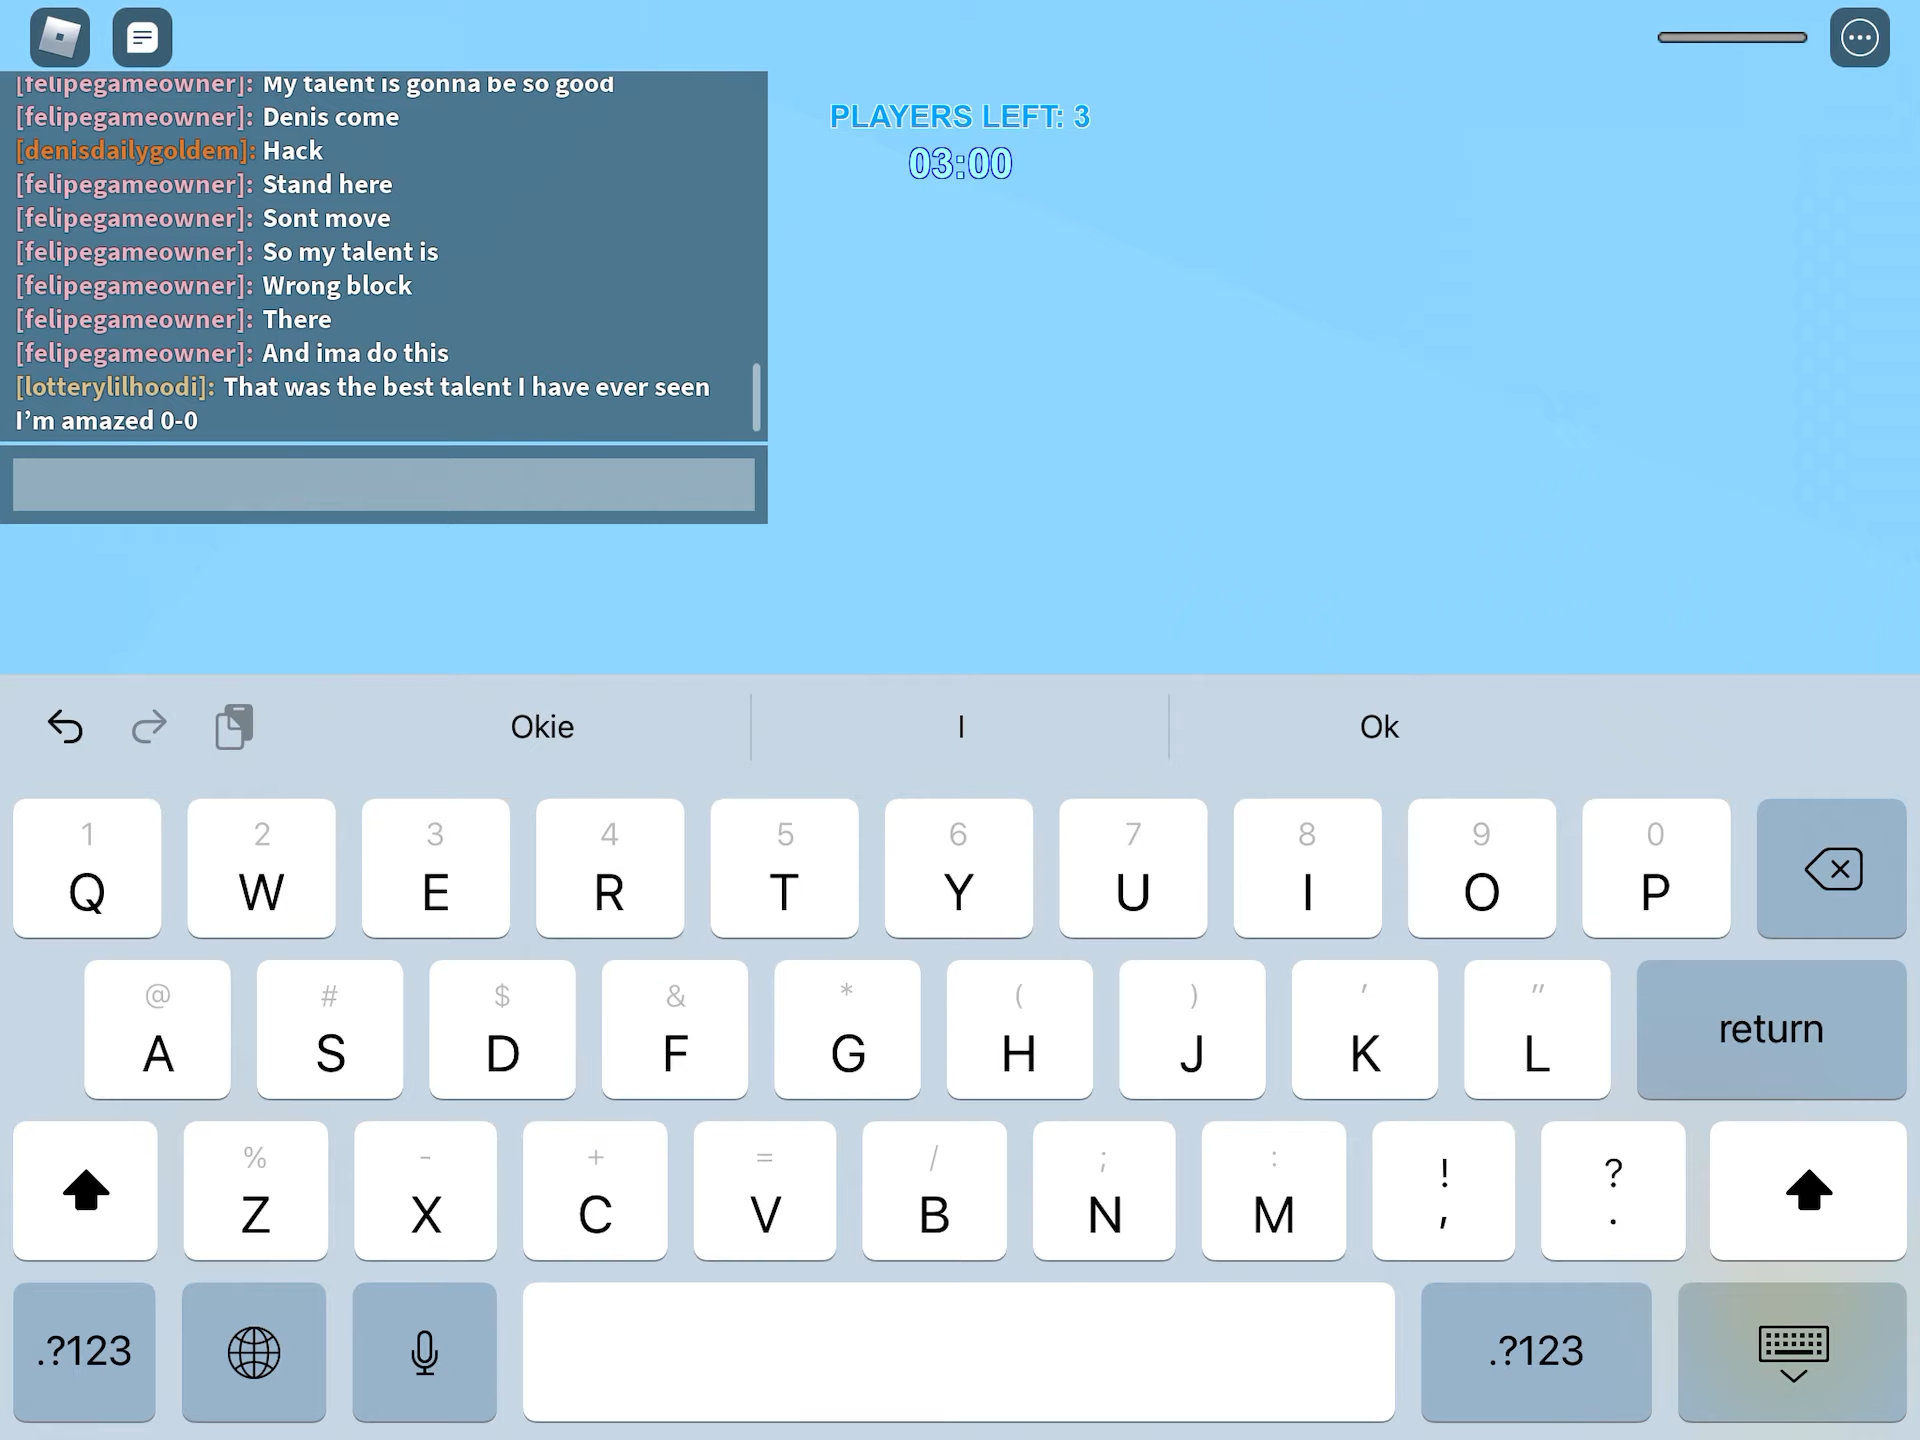 [felipegameowner]: My talent is gonna be so good
[felipegameowner]: Denis come
[denisdailygoldem]: Hack
[felipegameowner]: Stand here
[felipegameowner]: Sont move
[felipegameowner]: So my talent is
[felipegameowner]: Wrong block
[felipegameowner]: There
[felipegameowner]: And ima do this
[lotterylilhoodi]: That was the best talent I have ever seen
I’m amazed 0-0
PLAYERS LEFT: 3
03:00
Okie I Ok
1 2 3 4 5 6 7 8 9 0
Q W E R T Y U I O P
@ # $ & * ( ) ' "
A S D F G H J K L return
% - + = / ; : ! ?
Z X C V B N M , .
.?123 .?123